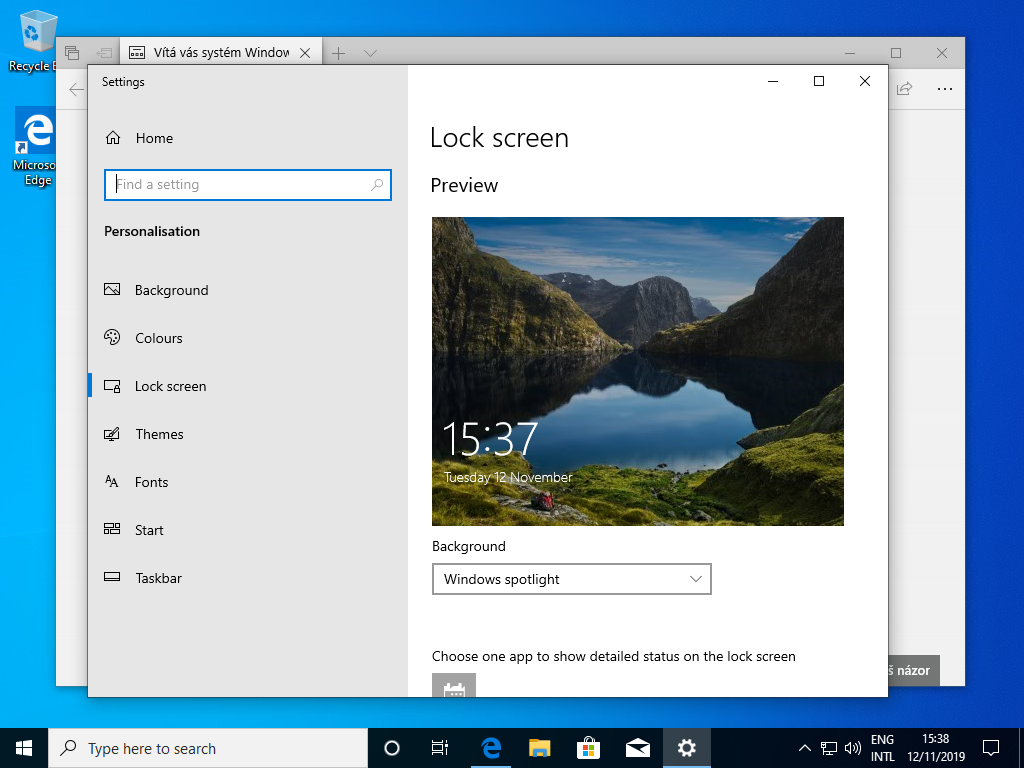 Recycle
Vítá vás systém Window
Settings
Home
Find a setting
Personalisation
Background
Colours
Lock screen
Themes
Fonts
Start
Taskbar
Lock screen
Preview
15:37
Tuesday 12 November
Background
Windows spotlight
Choose one app to show detailed status on the lock screen
Microso
Edge
š názor
Type here to search
ENG
INTL
15:38
12/11/2019